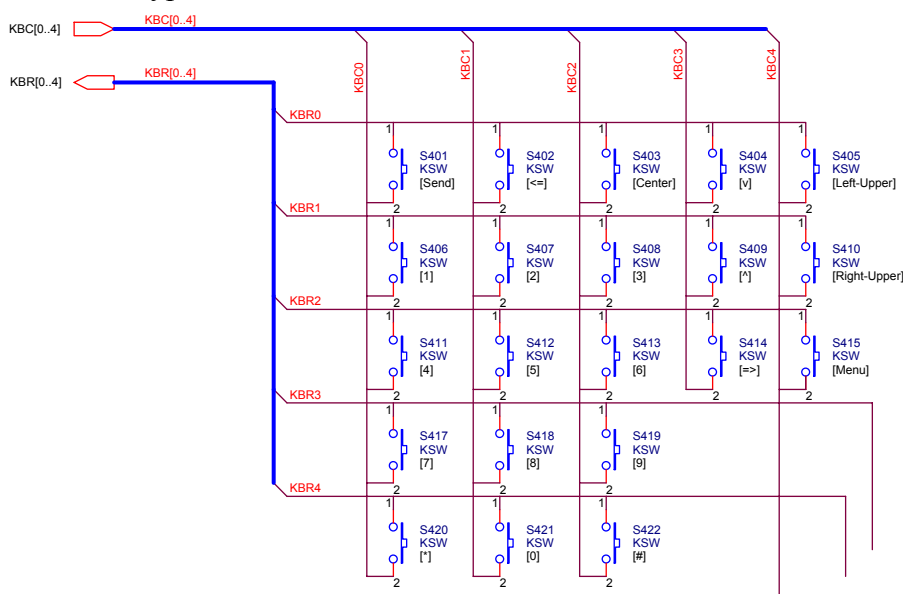 KBC[0..4]
KBC[0..4]
KBR[0..4]
KBR[0..4]
KBC0
KBC1
KBC2
KBC3
KBC4
KBR0
1
1
1
1
1
S401
KSW
[Send]
S402
KSW
[<=]
S403
KSW
[Center]
S404
KSW
[v]
S405
KSW
[Left-Upper]
2
2
2
2
2
KBR1
1
1
1
1
1
S406
KSW
[1]
S407
KSW
[2]
S408
KSW
[3]
S409
KSW
[^]
S410
KSW
[Right-Upper]
2
2
2
2
2
KBR2
1
1
1
1
1
S411
KSW
[4]
S412
KSW
[5]
S413
KSW
[6]
S414
KSW
[=>]
S415
KSW
[Menu]
2
2
2
2
2
KBR3
1
1
1
S417
KSW
[7]
S418
KSW
[8]
S419
KSW
[9]
2
2
2
KBR4
1
1
1
S420
KSW
[*]
S421
KSW
[0]
S422
KSW
[#]
2
2
2